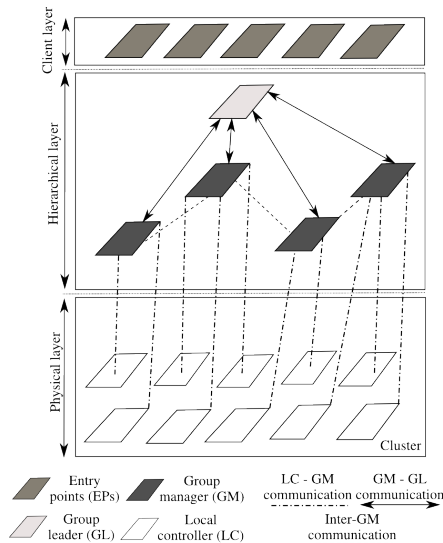 Client layer
Hierarchical layer
Physical layer
Cluster
Entry
points (EPs)
Group
manager (GM)
LC - GM
communication
GM - GL
communication
Group
leader (GL)
Local
controller (LC)
Inter-GM
communication